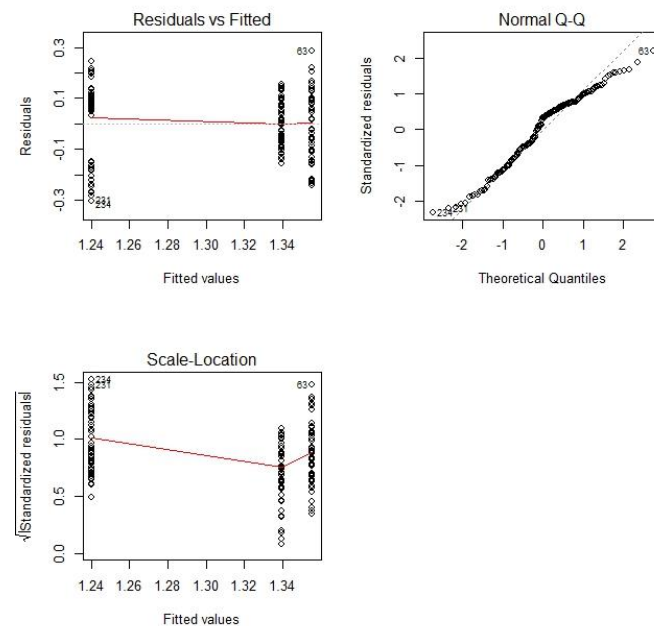 Residuals vs Fitted
Residuals
0.3
0.1
-0.1
-0.3
63
231
234
1.24 1.26 1.28 1.30 1.32 1.34
Fitted values
Normal Q-Q
Standardized residuals
2
1
0
-1
-2
63
234
231
-2 -1 0 1 2
Theoretical Quantiles
Scale-Location
√|Standardized residuals|
1.5
1.0
0.5
0.0
234
231
63
1.24 1.26 1.28 1.30 1.32 1.34
Fitted values